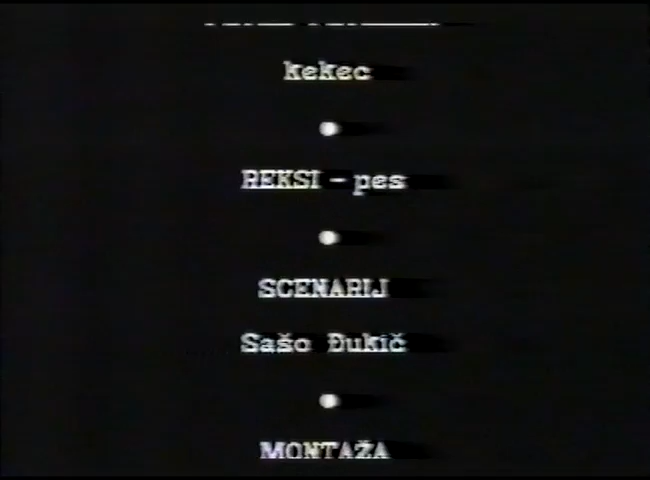 kekec
REKSI - pes
SCENARIJ
Sašo Đukič
MONTAŽA